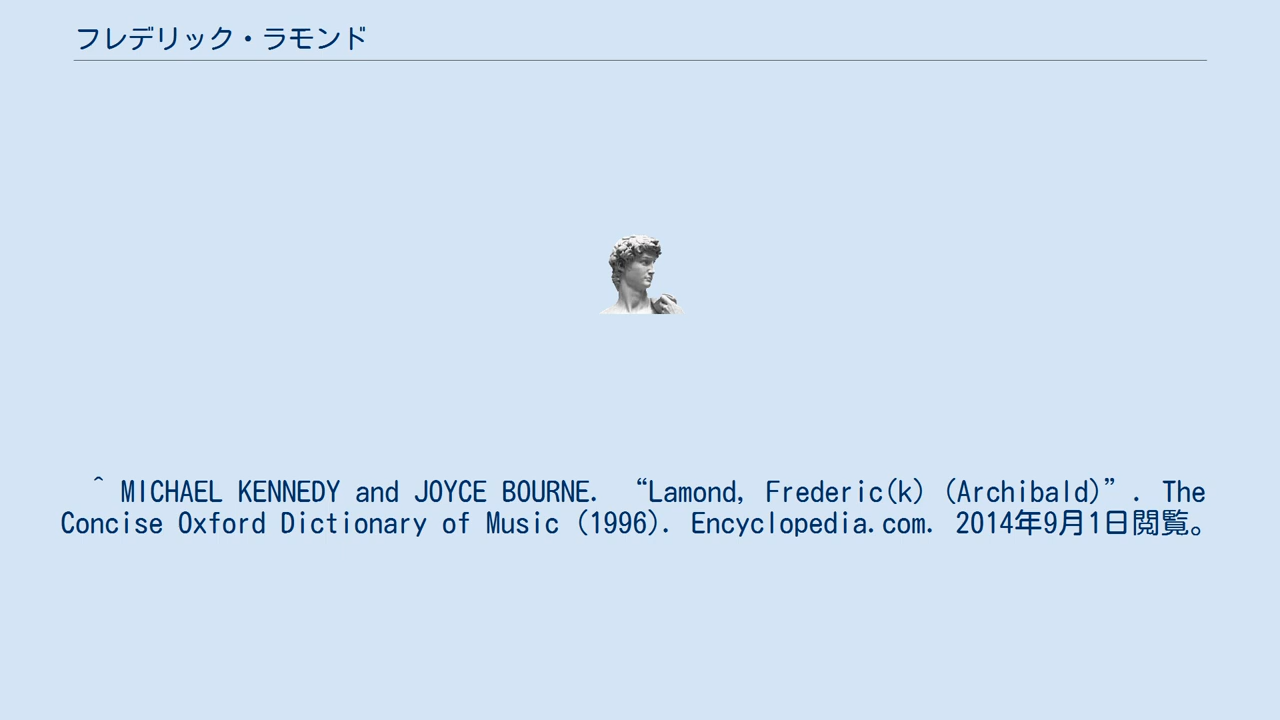 フレデリック・ラモンド
^ MICHAEL KENNEDY and JOYCE BOURNE. “Lamond, Frederic(k) (Archibald)”. The
Concise Oxford Dictionary of Music (1996). Encyclopedia.com. 2014年9月1日閲覧。